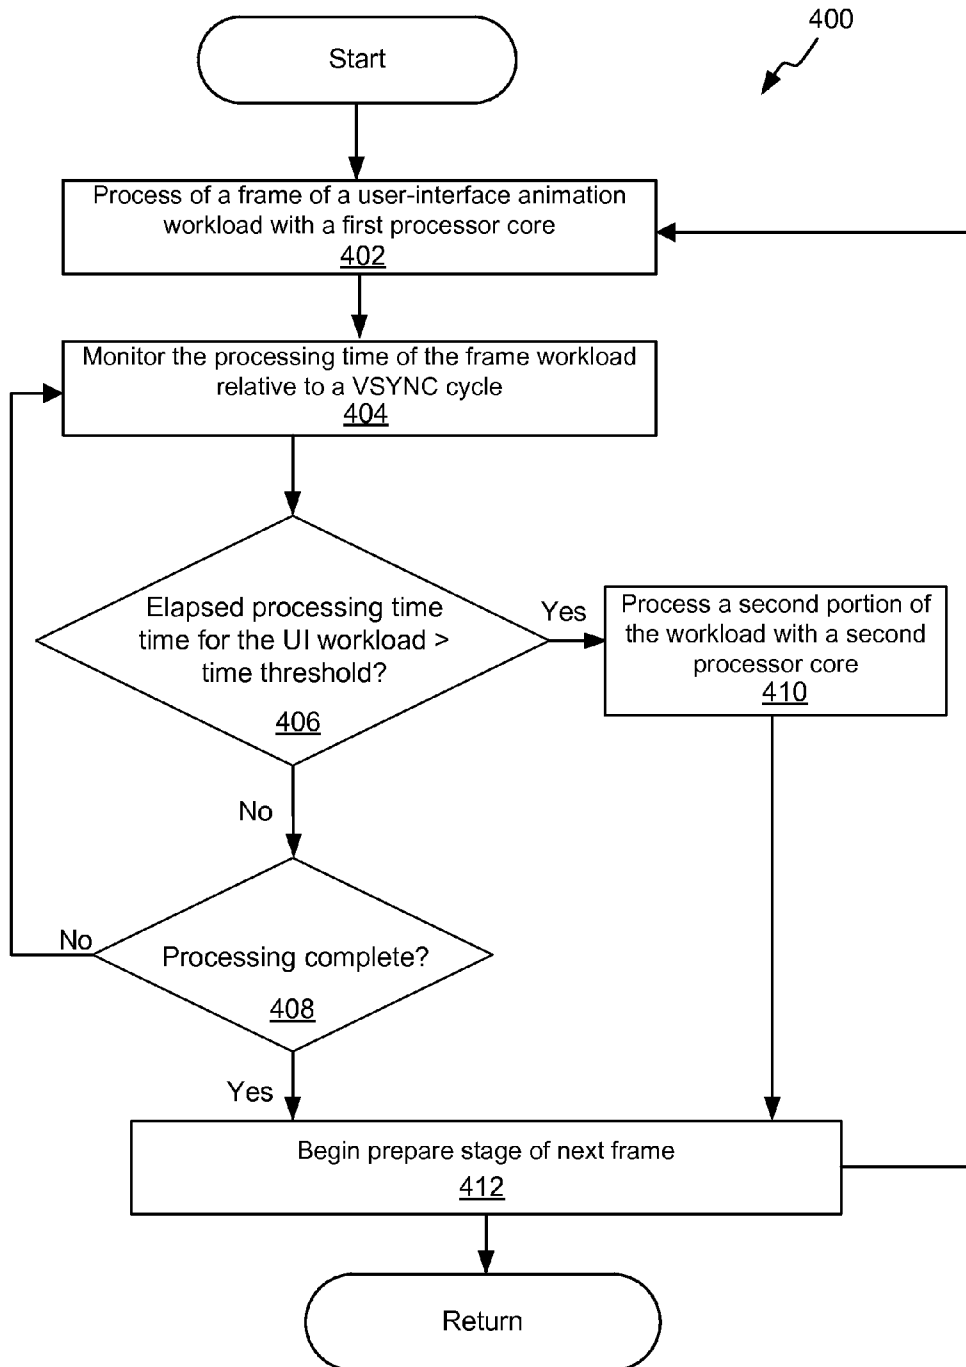 400
Start
Process of a frame of a user-interface animation
workload with a first processor core
402
Monitor the processing time of the frame workload
relative to a VSYNC cycle
404
Elapsed processing time
time for the UI workload >
time threshold?
406
Yes
Process a second portion of
the workload with a second
processor core
410
No
No
Processing complete?
408
Yes
Begin prepare stage of next frame
412
Return